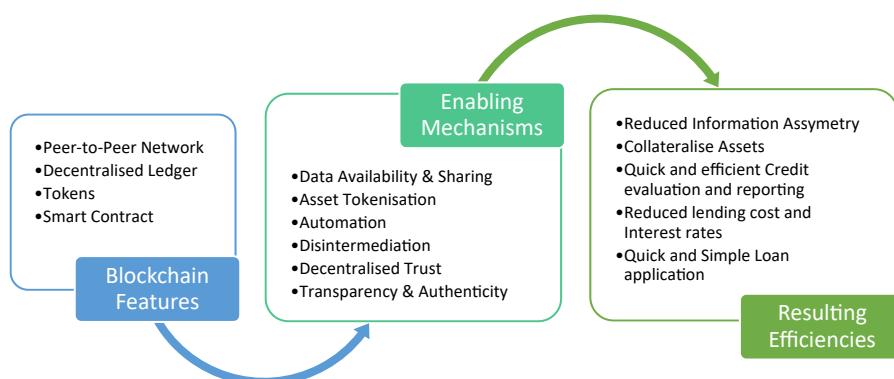 •Peer-to-Peer Network
•Decentralised Ledger
•Tokens
•Smart Contract
Blockchain
Features
Enabling
Mechanisms
•Data Availability & Sharing
•Asset Tokenisation
•Automation
•Disintermediation
•Decentralised Trust
•Transparency & Authenticity
•Reduced Information Assymetry
•Collateralise Assets
•Quick and efficient Credit
evaluation and reporting
•Reduced lending cost and
Interest rates
•Quick and Simple Loan
application
Resulting
Efficiencies